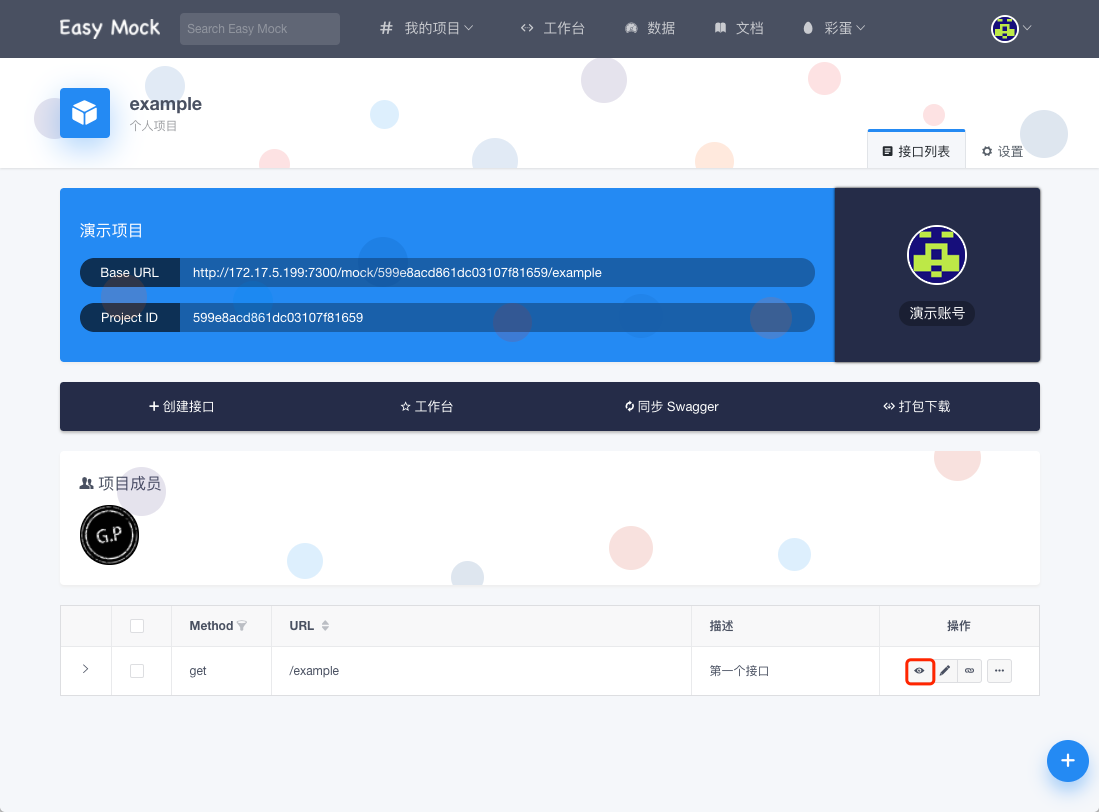 Easy Mock
Search Easy Mock
我的项目
工作台
数据
文档
彩蛋
example
个人项目
接口列表
设置
演示项目
Base URL
http://172.17.5.199:7300/mock/599e8acd861dc03107f81659/example
Project ID
599e8acd861dc03107f81659
演示账号
创建接口
工作台
同步 Swagger
打包下载
项目成员
G.P
Method
URL
描述
操作
get
/example
第一个接口